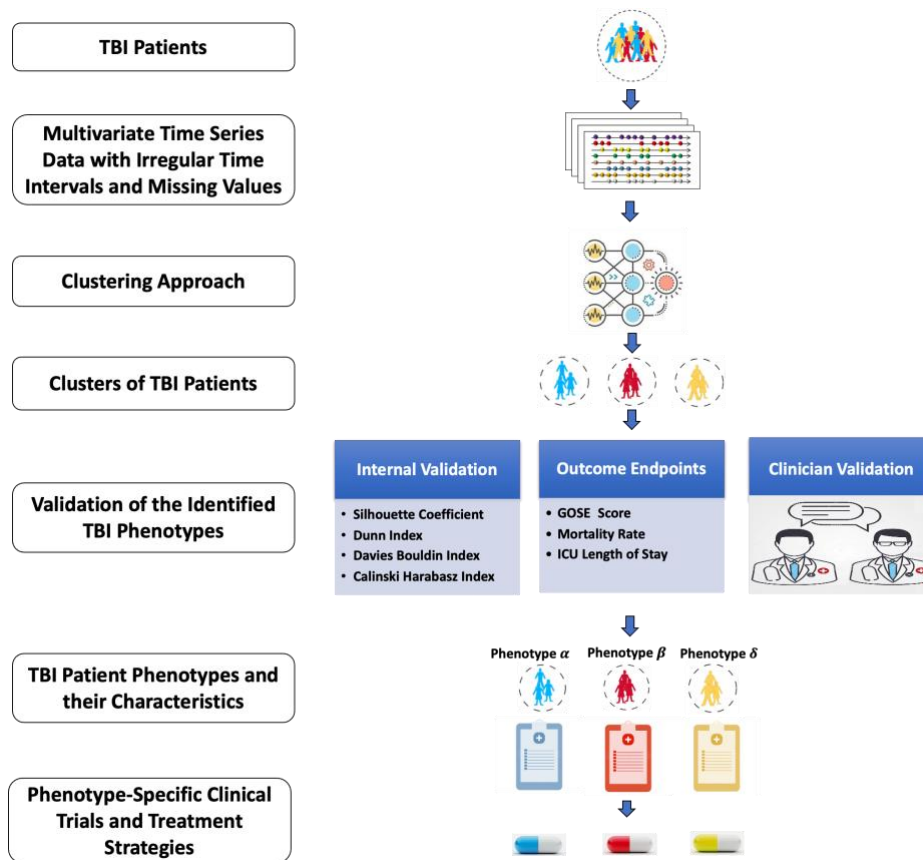 TBI Patients
Multivariate Time Series
Data with Irregular Time
Intervals and Missing Values
Clustering Approach
Clusters of TBI Patients
Validation of the Identified
TBI Phenotypes
Internal Validation
• Silhouette Coefficient
• Dunn Index
• Davies Bouldin Index
• Calinski Harabasz Index
Outcome Endpoints
• GOSE Score
• Mortality Rate
• ICU Length of Stay
Clinician Validation
TBI Patient Phenotypes and
their Characteristics
Phenotype α
Phenotype β
Phenotype δ
Phenotype-Specific Clinical
Trials and Treatment
Strategies